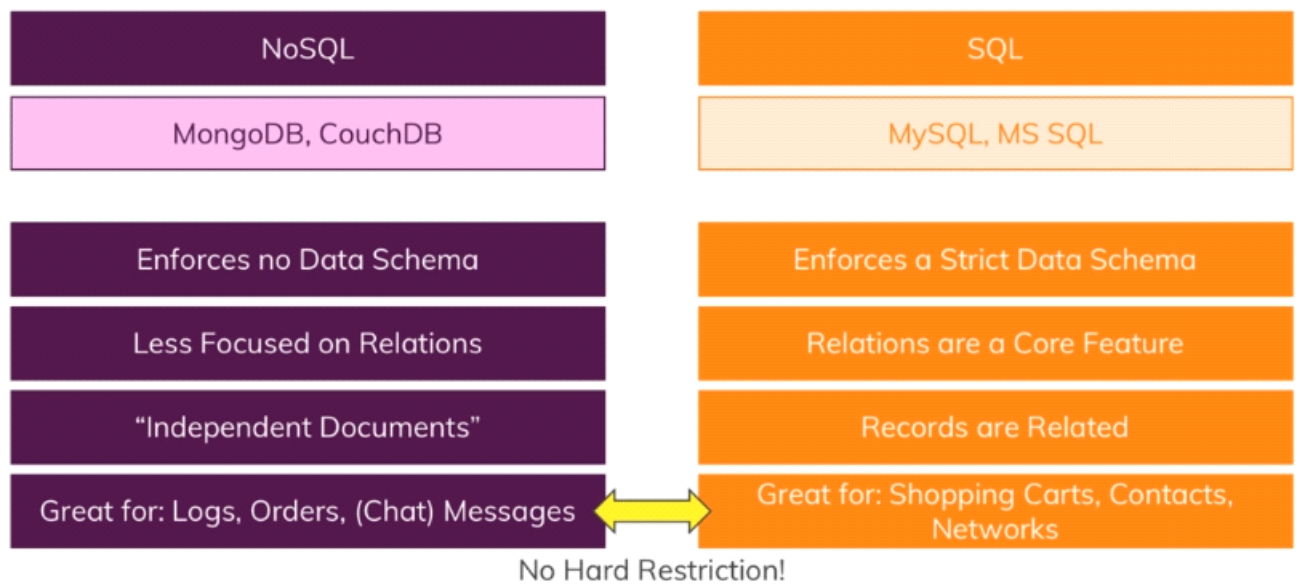 NoSQL
SQL
MongoDB, CouchDB
MySQL, MS SQL
Enforces no Data Schema
Enforces a Strict Data Schema
Less Focused on Relations
Relations are a Core Feature
“Independent Documents”
Records are Related
Great for: Logs, Orders, (Chat) Messages
Great for: Shopping Carts, Contacts,
Networks
No Hard Restriction!